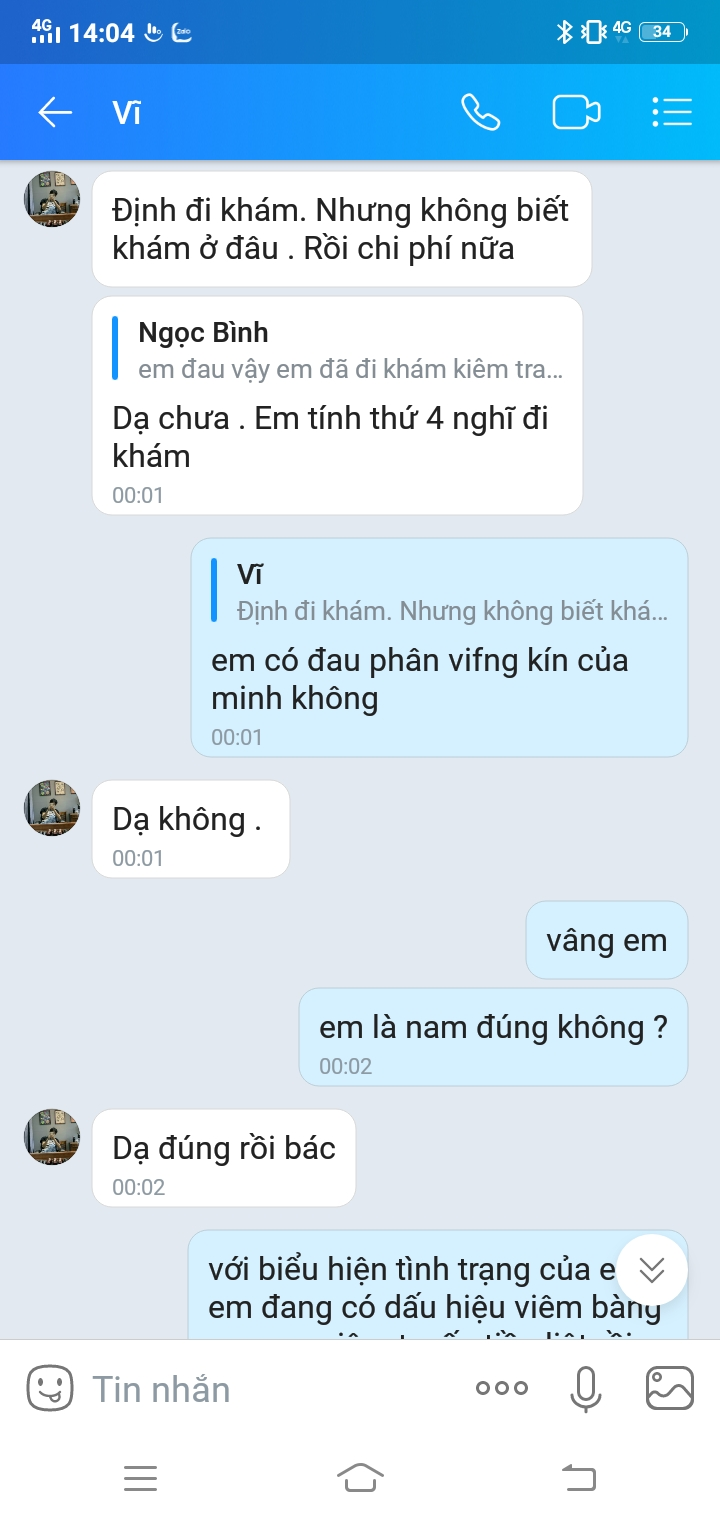 4G 14:04 4G 34
Vĩ
Định đi khám. Nhưng không biết
khám ở đâu . Rồi chi phí nữa
Ngọc Bình
em đau vậy em đã đi khám kiêm tra...
Dạ chưa . Em tính thứ 4 nghĩ đi
khám
00:01
Vĩ
Định đi khám. Nhưng không biết khá...
em có đau phân vifng kín của
minh không
00:01
Dạ không .
00:01
vâng em
em là nam đúng không ?
00:02
Dạ đúng rồi bác
00:02
với biểu hiện tình trạng của e
em đang có dấu hiệu viêm bàng
Tin nhắn